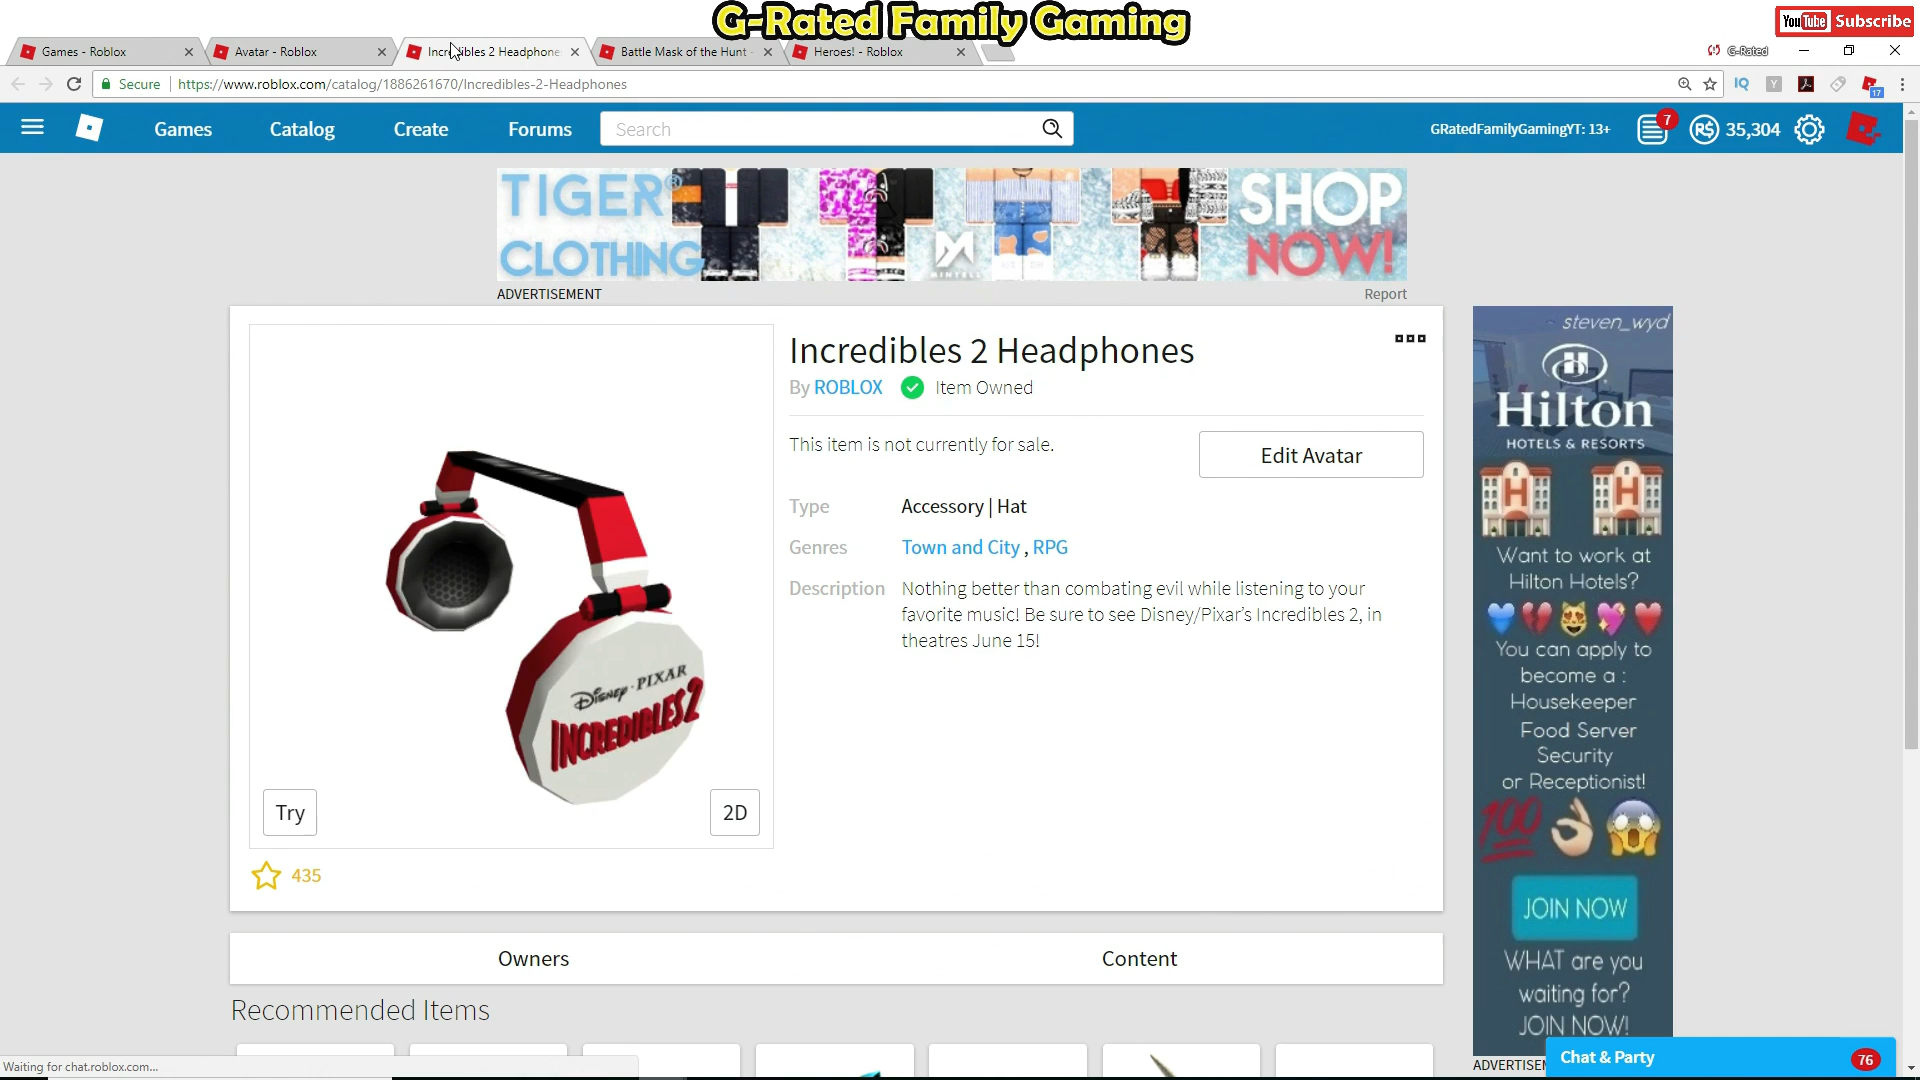 G-Rated Family Gaming
YouTube Subscribe
Games - Roblox
Avatar - Roblox
Incredibles 2 Headphone
Battle Mask of the Hunt -
Heroes! - Roblox
G-Rated
Secure
https://www.roblox.com/catalog/1886261670/Incredibles-2-Headphones
IQ
Y
17
Games
Catalog
Create
Forums
Search
GRatedFamilyGamingYT: 13+
7
R$ 35,304
TIGER®
CLOTHING
MINTELL
SHOP
NOW!
ADVERTISEMENT
Report
Incredibles 2 Headphones
By ROBLOX
Item Owned
This item is not currently for sale.
Edit Avatar
Type
Accessory | Hat
Genres
Town and City , RPG
Description
Nothing better than combating evil while listening to your
favorite music! Be sure to see Disney/Pixar's Incredibles 2, in
theatres June 15!
DISNEY · PIXAR
INCREDIBLES 2
Try
2D
435
Owners
Content
Recommended Items
steven_wyd
H
Hilton
HOTELS & RESORTS
H
H
Want to work at
Hilton Hotels?
You can apply to
become a :
Housekeeper
Food Server
Security
or Receptionist!
100
JOIN NOW
WHAT are you
waiting for?
JOIN NOW!
ADVERTISEM
Chat & Party
76
Waiting for chat.roblox.com...